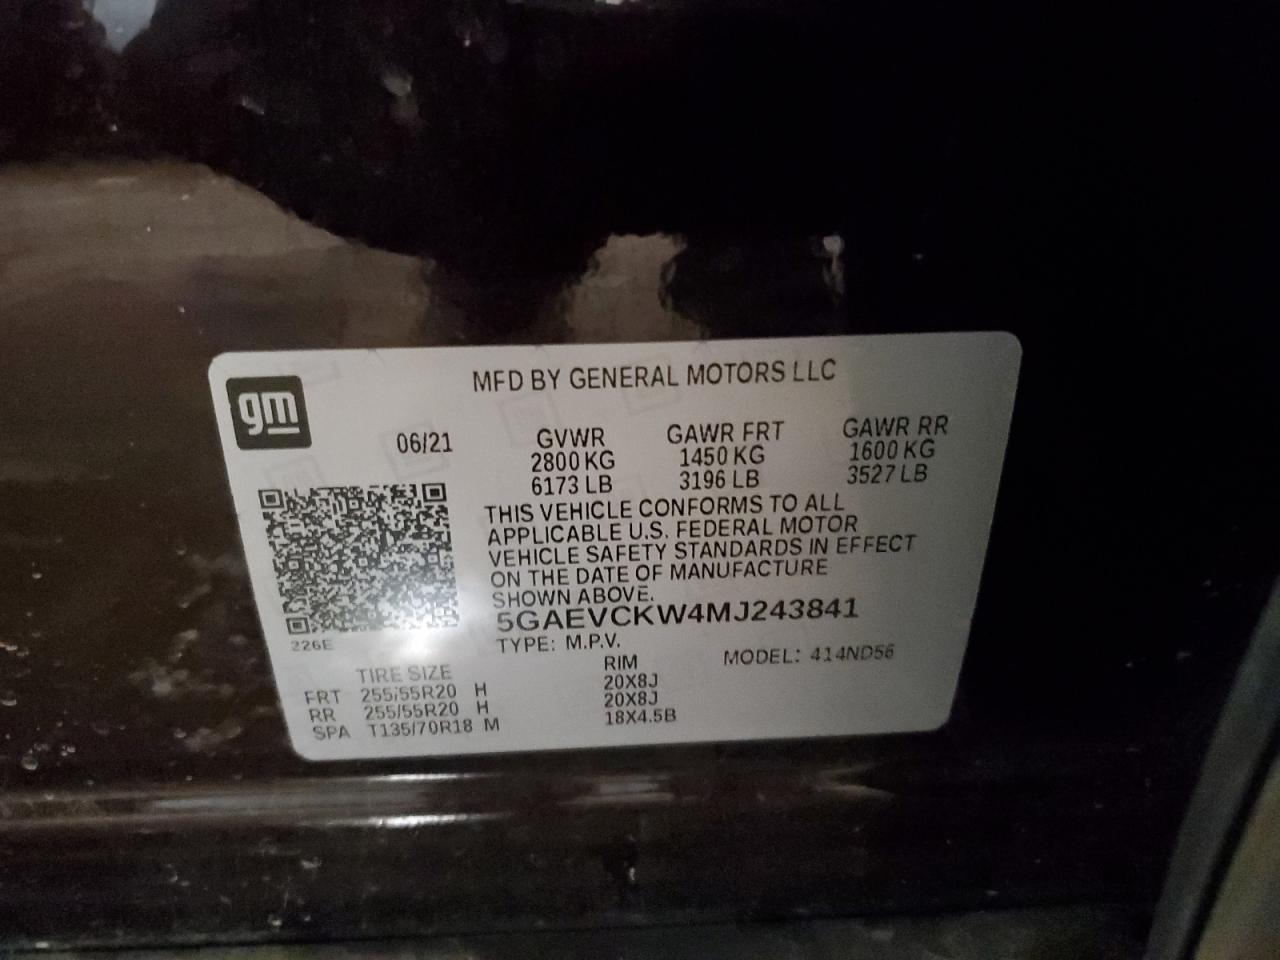 gm
MFD BY GENERAL MOTORS LLC
06/21
GVWR GAWR FRT GAWR RR
2800 KG 1450 KG 1600 KG
6173 LB 3196 LB 3527 LB
THIS VEHICLE CONFORMS TO ALL
APPLICABLE U.S. FEDERAL MOTOR
VEHICLE SAFETY STANDARDS IN EFFECT
ON THE DATE OF MANUFACTURE
SHOWN ABOVE.
5GAEVCKW4MJ243841
226E
TYPE: M.P.V. MODEL: 414ND56
TIRE SIZE RIM
FRT 255/55R20 H 20X8J
RR 255/55R20 H 20X8J
SPA T135/70R18 M 18X4.5B